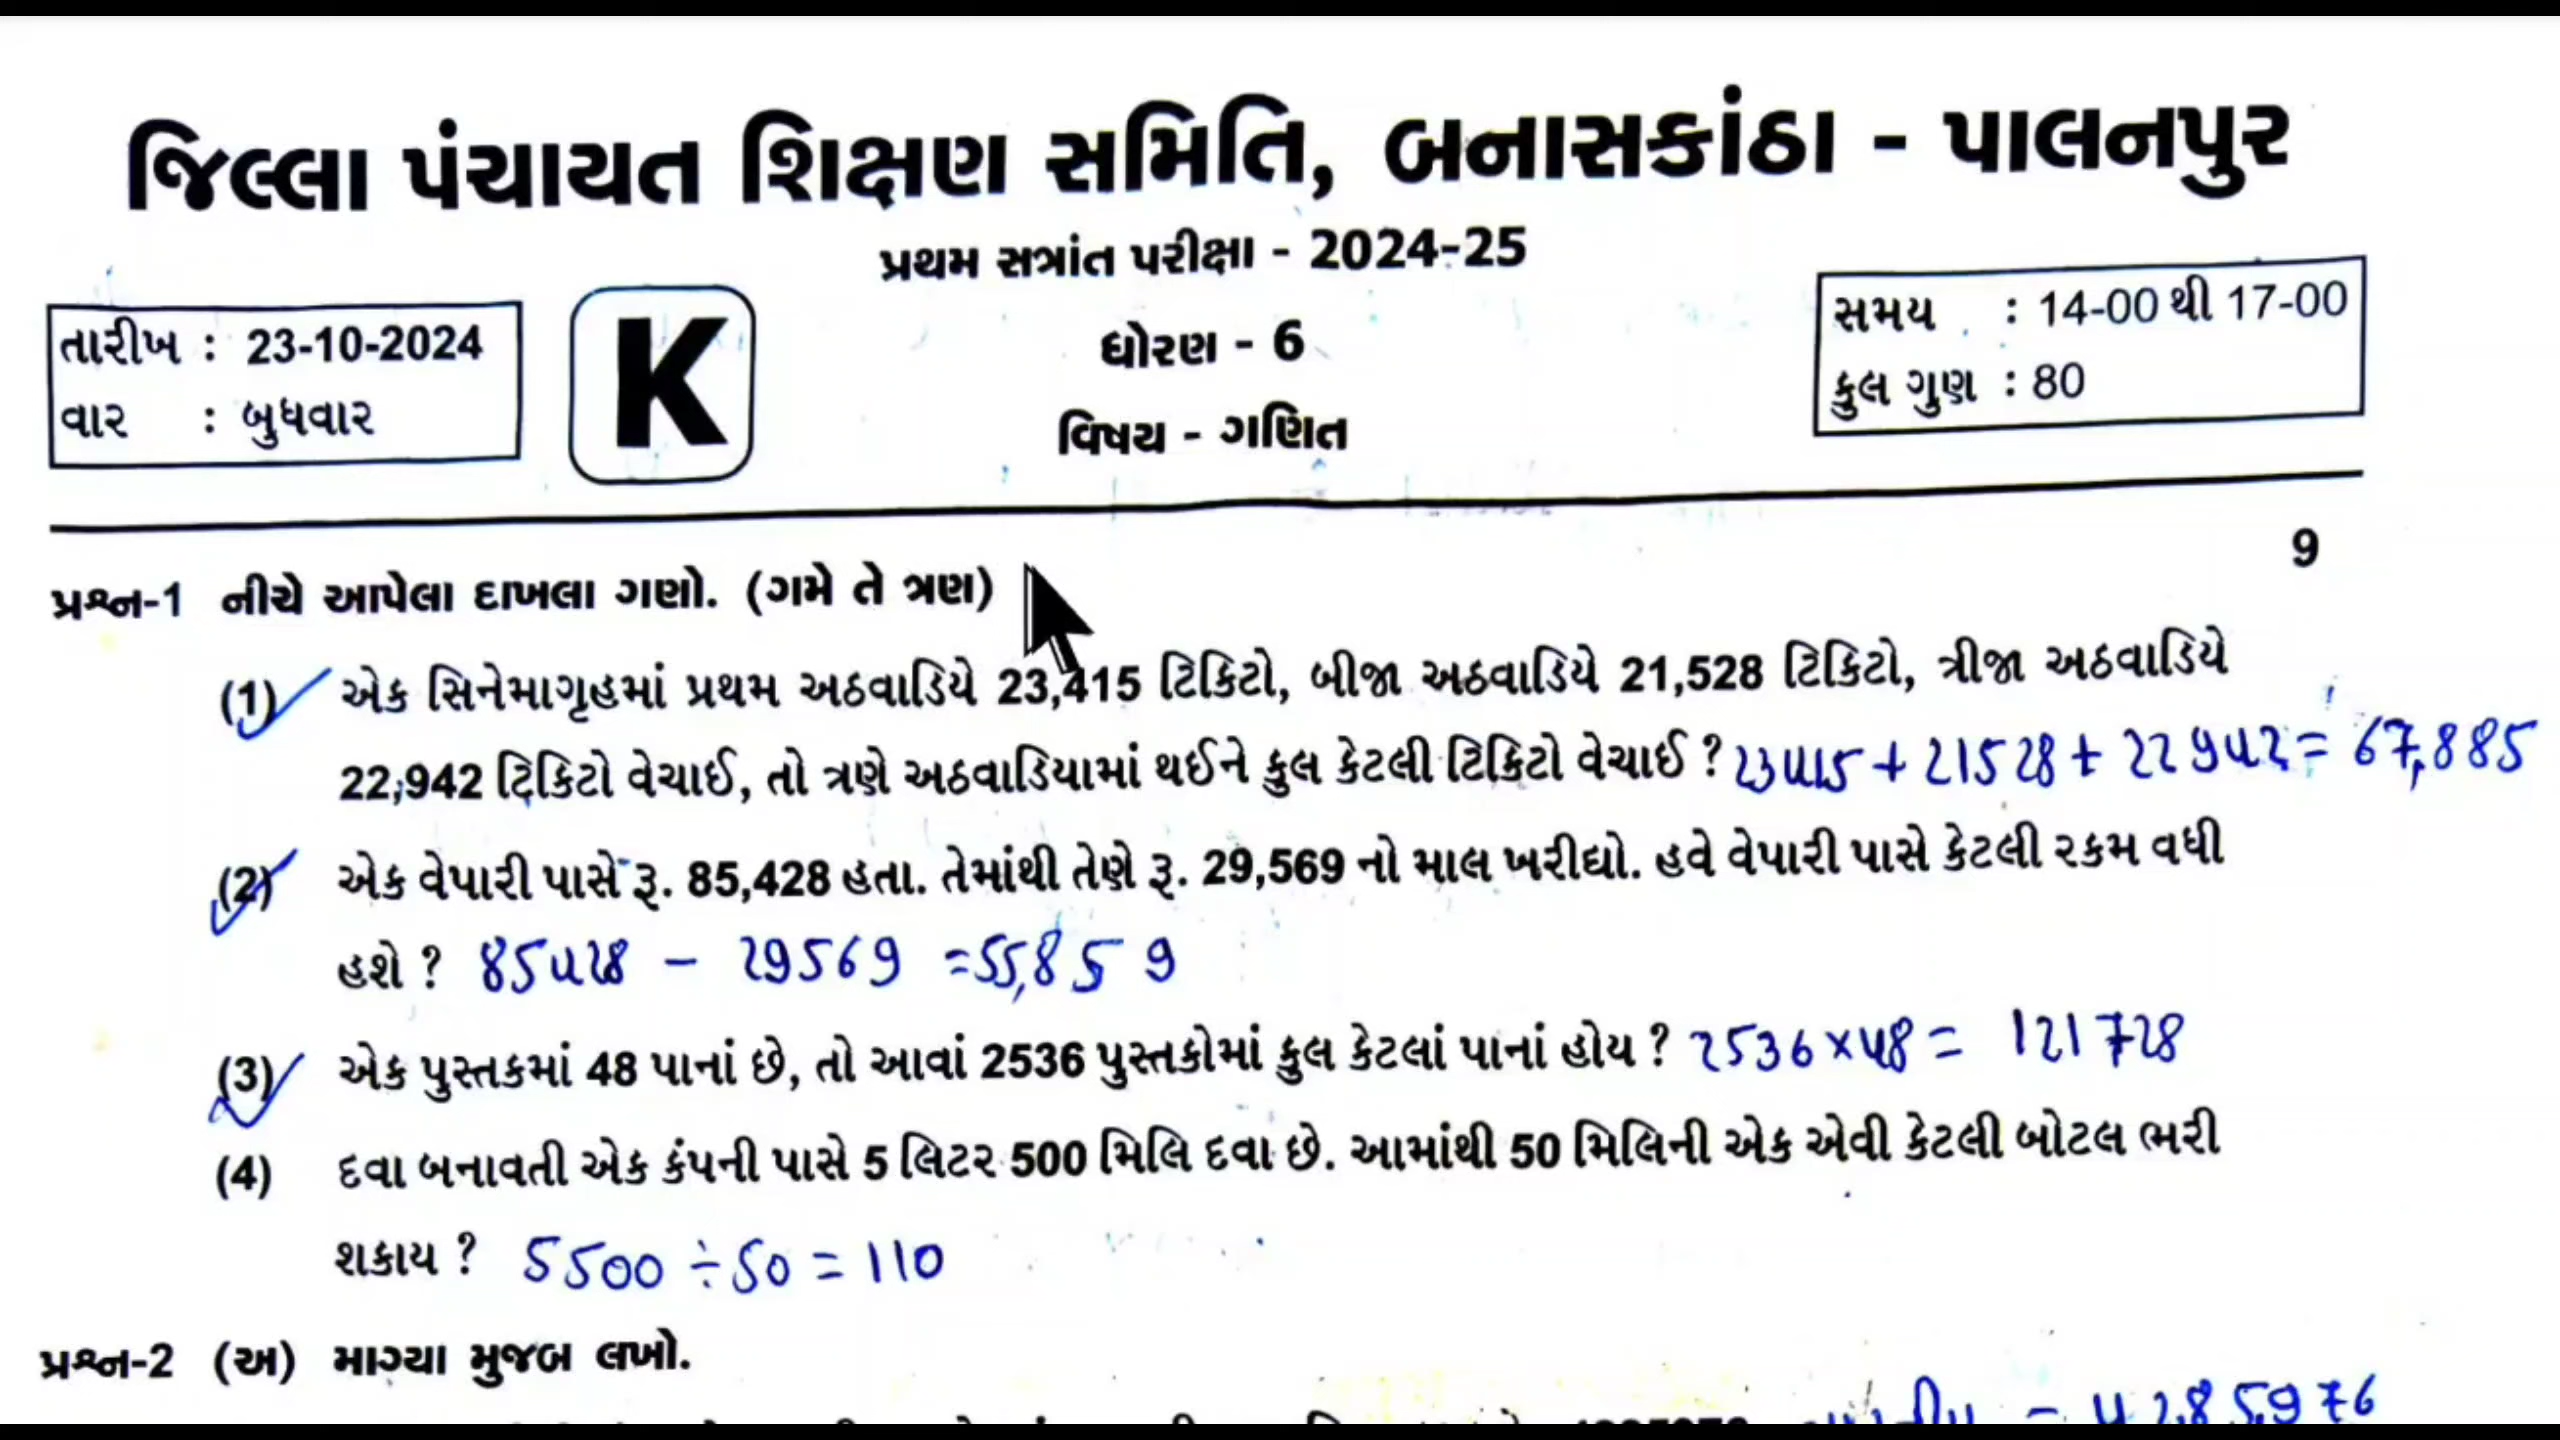 જિલ્લા પંચાયત શિક્ષણ સમિતિ, બનાસકાંઠા - પાલનપુર
પ્રથમ સત્રાંત પરીક્ષા - 2024-25
તારીખ : 23-10-2024
વાર : બુધવાર
K
ધોરણ - 6
વિષય - ગણિત
સમય : 14-00 થી 17-00
કુલ ગુણ : 80
9
પ્રશ્ન-1 નીચે આપેલા દાખલા ગણો. (ગમે તે ત્રણ)
(1) એક સિનેમાગૃહમાં પ્રથમ અઠવાડિયે 23,415 ટિકિટો, બીજા અઠવાડિયે 21,528 ટિકિટો, ત્રીજા અઠવાડિયે
22,942 ટિકિટો વેચાઈ, તો ત્રણે અઠવાડિયામાં થઈને કુલ કેટલી ટિકિટો વેચાઈ ? 23415 + 21528 + 22942 = 67,885
(2) એક વેપારી પાસે રૂ. 85,428 હતા. તેમાંથી તેણે રૂ. 29,569 નો માલ ખરીદ્યો. હવે વેપારી પાસે કેટલી રકમ વધી
હશે ? 85428 - 29569 = 55,859
(3) એક પુસ્તકમાં 48 પાનાં છે, તો આવાં 2536 પુસ્તકોમાં કુલ કેટલાં પાનાં હોય ? 2536 × 48 = 121728
(4) દવા બનાવતી એક કંપની પાસે 5 લિટર 500 મિલિ દવા છે. આમાંથી 50 મિલિની એક એવી કેટલી બોટલ ભરી
શકાય ? 5500 ÷ 50 = 110
પ્રશ્ન-2 (અ) માગ્યા મુજબ લખો.
- 4285976